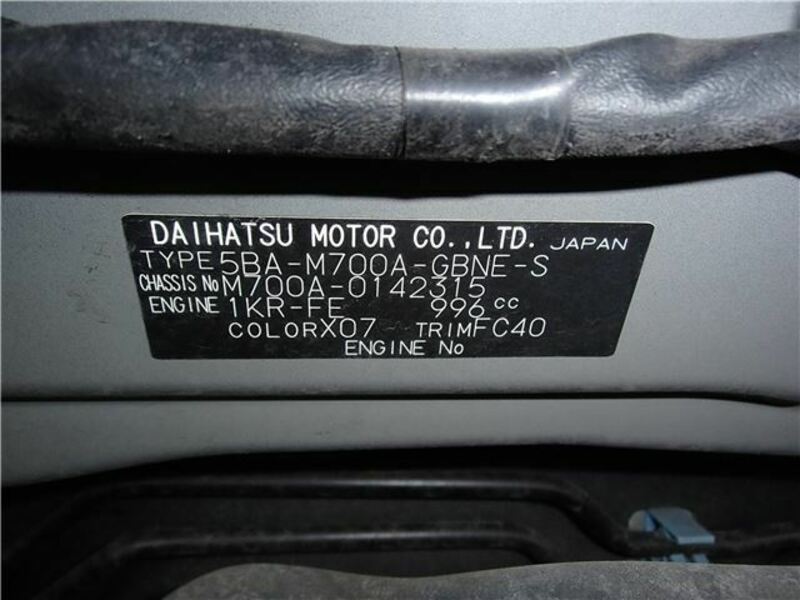 DAIHATSU MOTOR CO.,LTD. JAPAN
TYPE 5BA-M700A-GBNE-S
CHASSIS No M700A-0142315
ENGINE 1KR-FE 996 cc
COLOR X07 TRIM FC40
ENGINE No